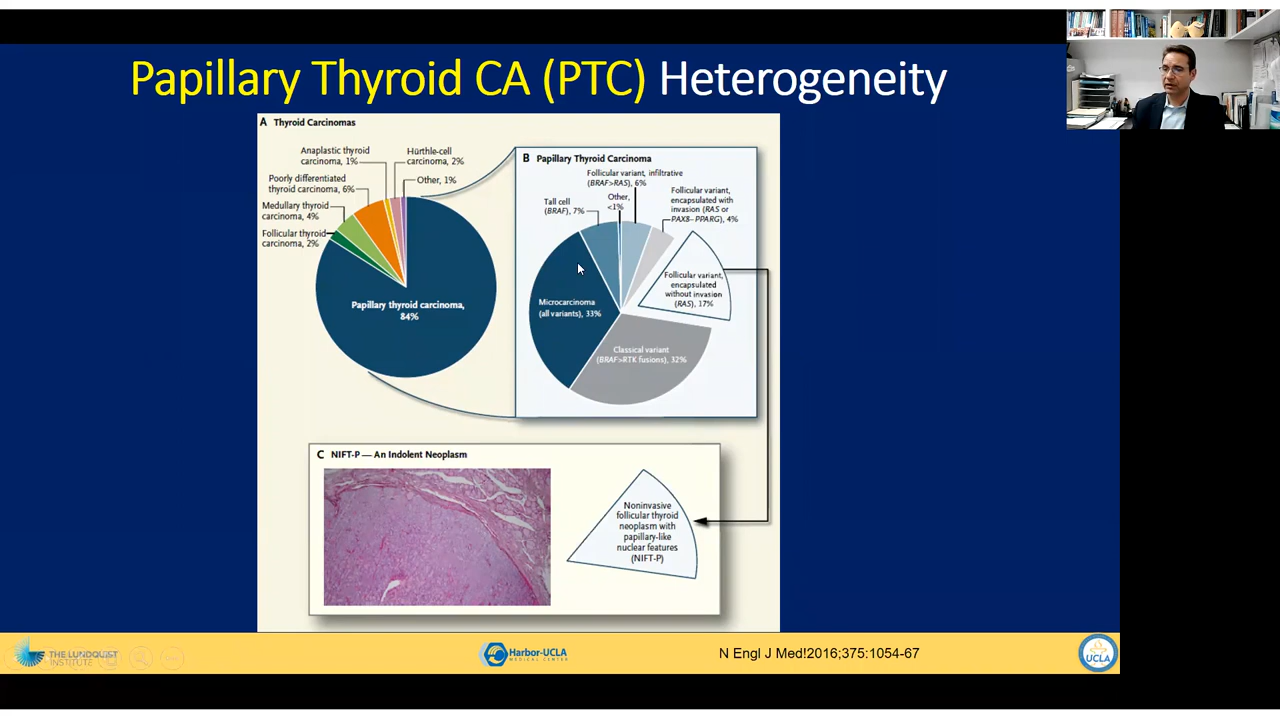 Papillary Thyroid CA (PTC) Heterogeneity
A Thyroid Carcinomas
Anaplastic thyroid
carcinoma, 1%
Hürthle-cell
carcinoma, 2%
Poorly differentiated
thyroid carcinoma, 6%
Other, 1%
Medullary thyroid
carcinoma, 4%
Follicular thyroid
carcinoma, 2%
Papillary thyroid carcinoma,
84%
B Papillary Thyroid Carcinoma
Follicular variant, infiltrative
(BRAF>RAS), 6%
Tall cell
(BRAF), 7%
Other,
<1%
Follicular variant,
encapsulated with
invasion (RAS or
PAX8–PPARG), 4%
Follicular variant,
encapsulated
without invasion
(RAS), 17%
Microcarcinoma
(all variants), 33%
Classical variant
(BRAF>RTK fusions), 32%
C NIFT-P — An Indolent Neoplasm
Noninvasive
follicular thyroid
neoplasm with
papillary-like
nuclear features
(NIFT-P)
THE LUNDQUIST
INSTITUTE
Harbor-UCLA
MEDICAL CENTER
N Engl J Med!2016;375:1054-67
UCLA